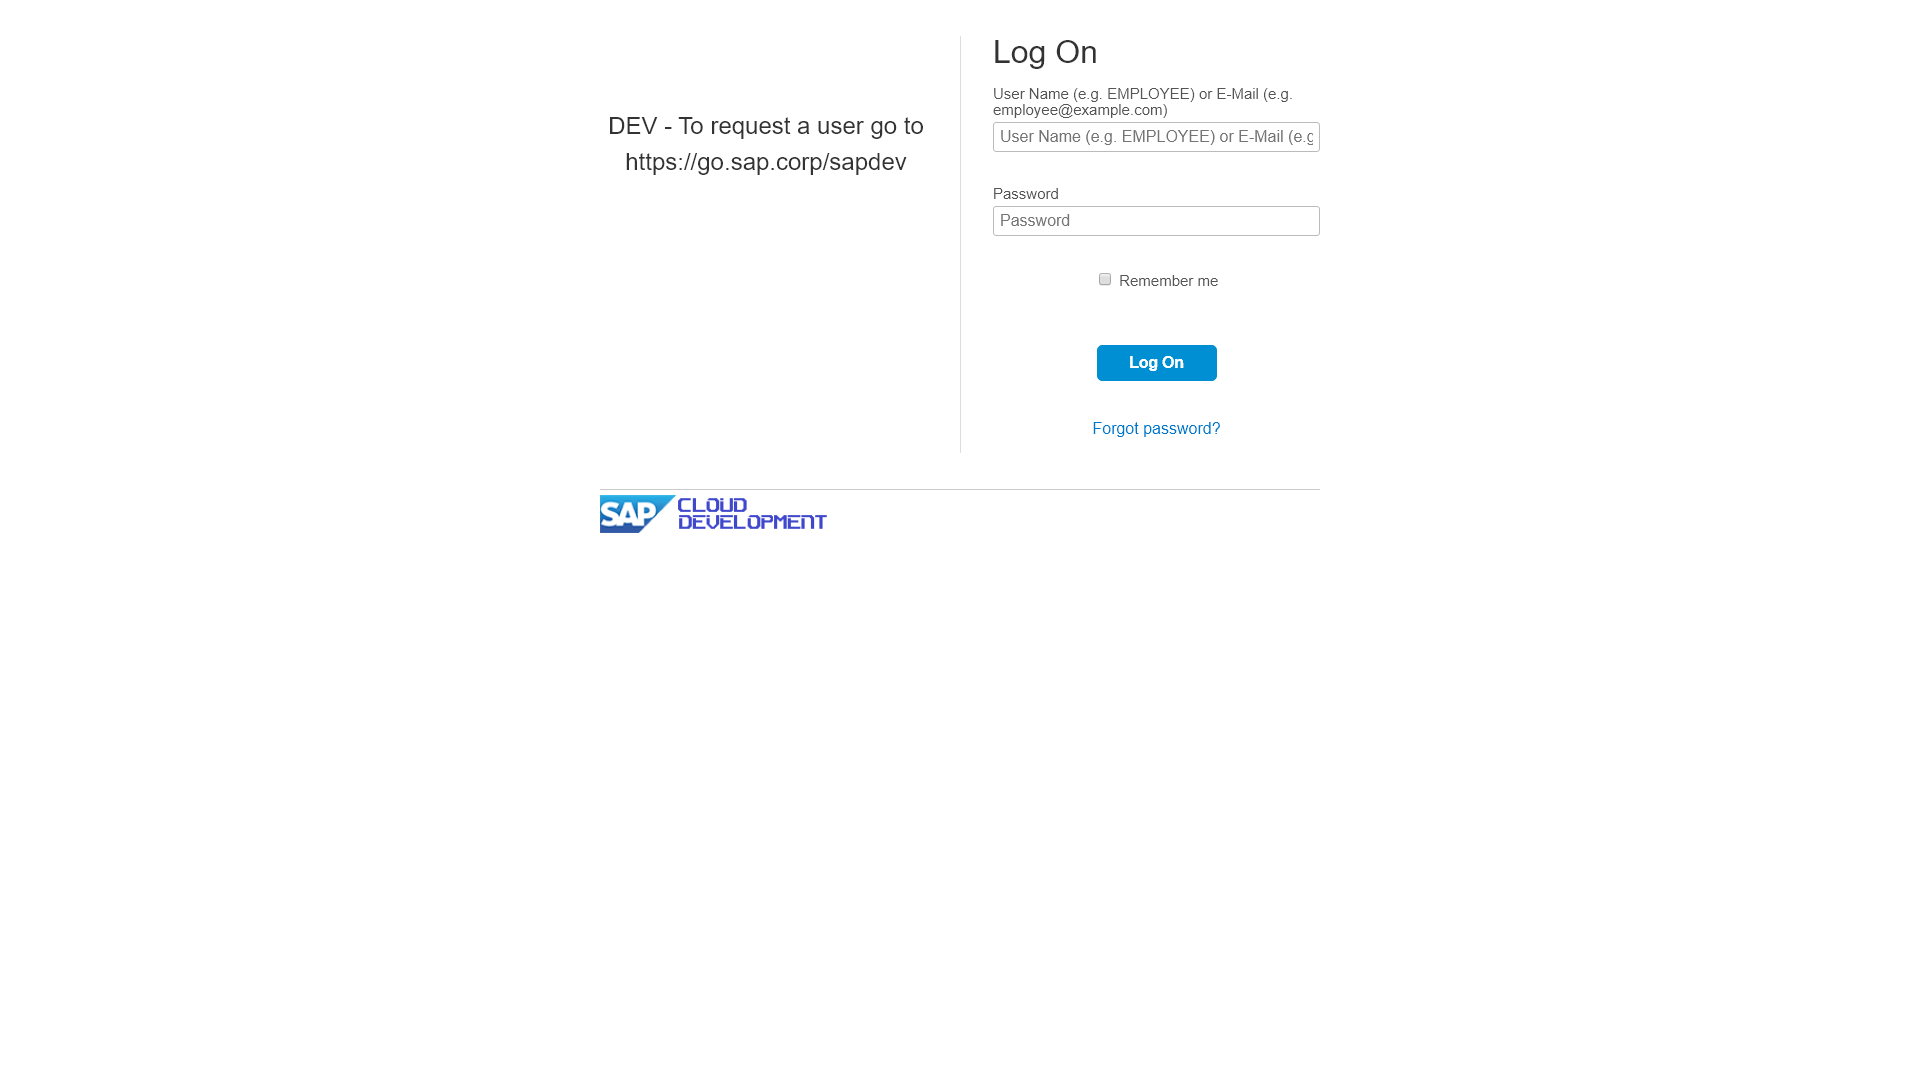 DEV - To request a user go to
https://go.sap.corp/sapdev
Log On
User Name (e.g. EMPLOYEE) or E-Mail (e.g.
employee@example.com)
User Name (e.g. EMPLOYEE) or E-Mail (e.g
Password
Password
Remember me
Log On
Forgot password?
SAP CLOUD
DEVELOPMENT